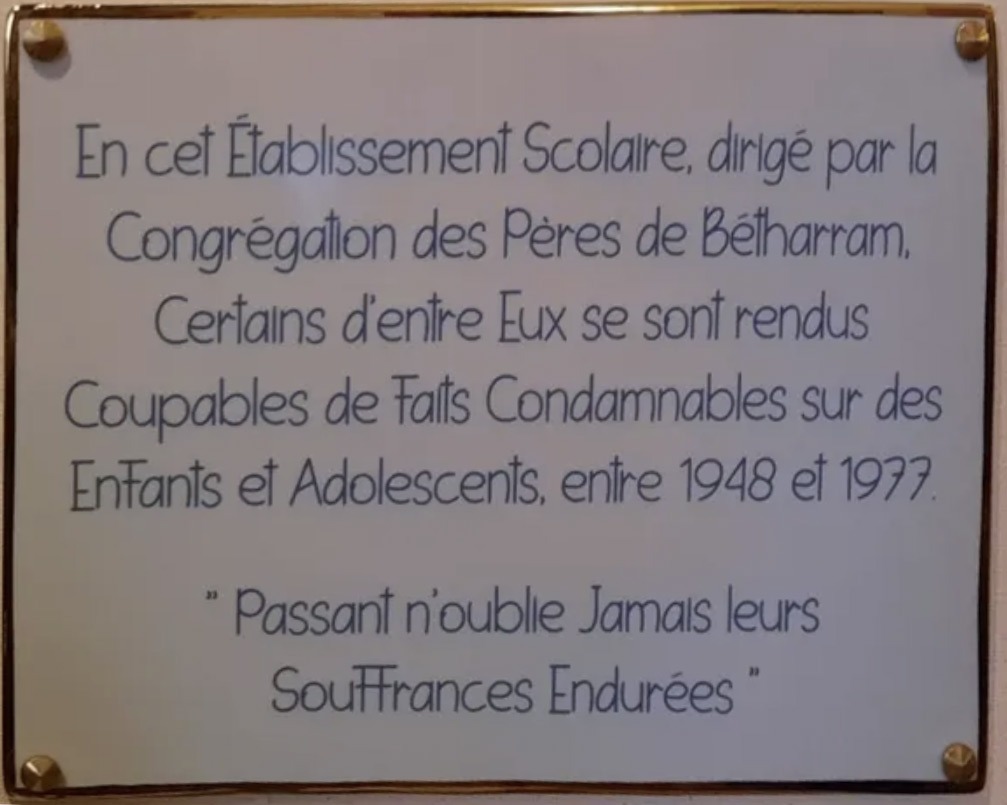 En cet Établissement Scolaire, dirigé par la
Congrégation des Pères de Bétharram,
Certains d'entre Eux se sont rendus
Coupables de Faits Condamnables sur des
Enfants et Adolescents, entre 1948 et 1977.
" Passant n'oublie Jamais leurs
Souffrances Endurées "